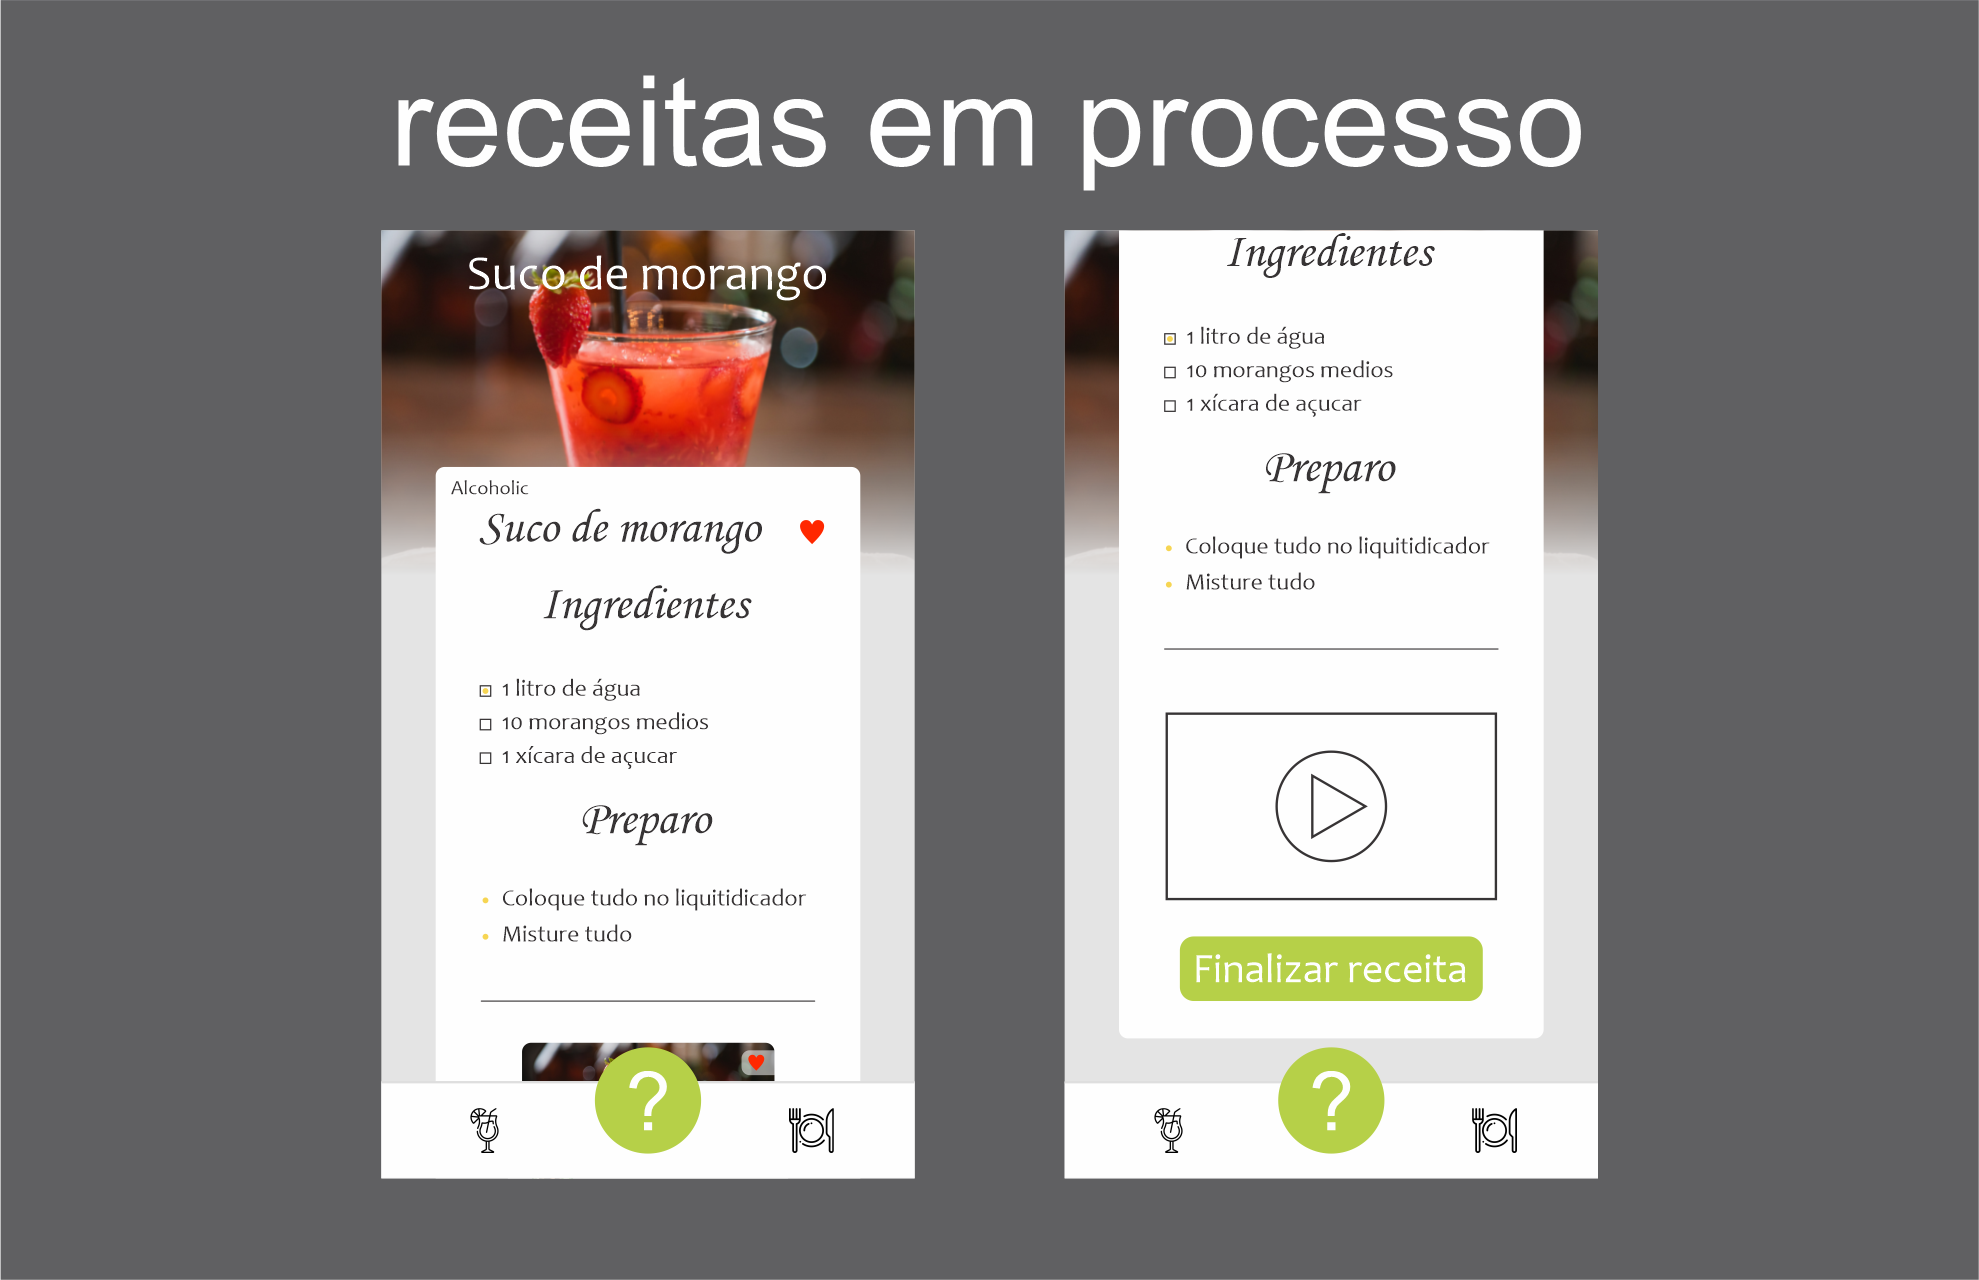 receitas em processo
Suco de morango
Alcoholic
Suco de morango
Ingredientes
1 litro de água
10 morangos medios
1 xícara de açucar
Preparo
Coloque tudo no liquitidicador
Misture tudo
?
Ingredientes
1 litro de água
10 morangos medios
1 xícara de açucar
Preparo
Coloque tudo no liquitidicador
Misture tudo
Finalizar receita
?